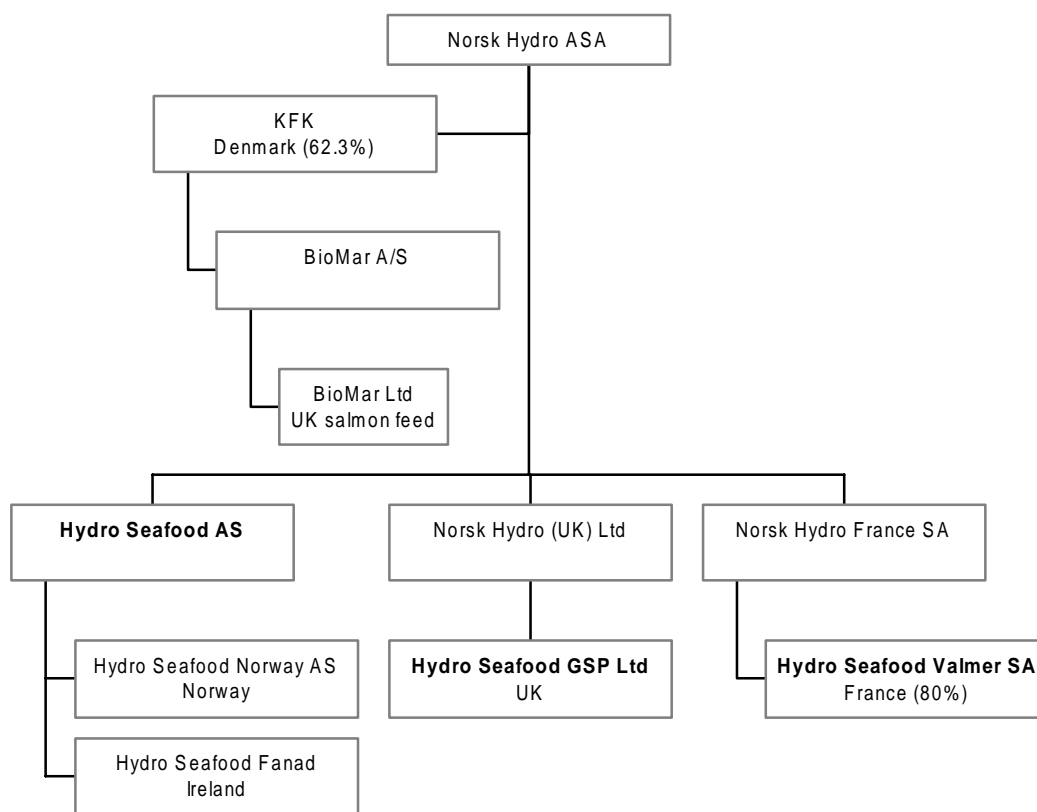 Norsk Hydro ASA
KFK
Denmark (62.3%)
BioMar A/S
BioMar Ltd
UK salmon feed
Hydro Seafood AS
Norsk Hydro (UK) Ltd
Norsk Hydro France SA
Hydro Seafood Norway AS
Norway
Hydro Seafood GSP Ltd
UK
Hydro Seafood Valmer SA
France (80%)
Hydro Seafood Fanad
Ireland